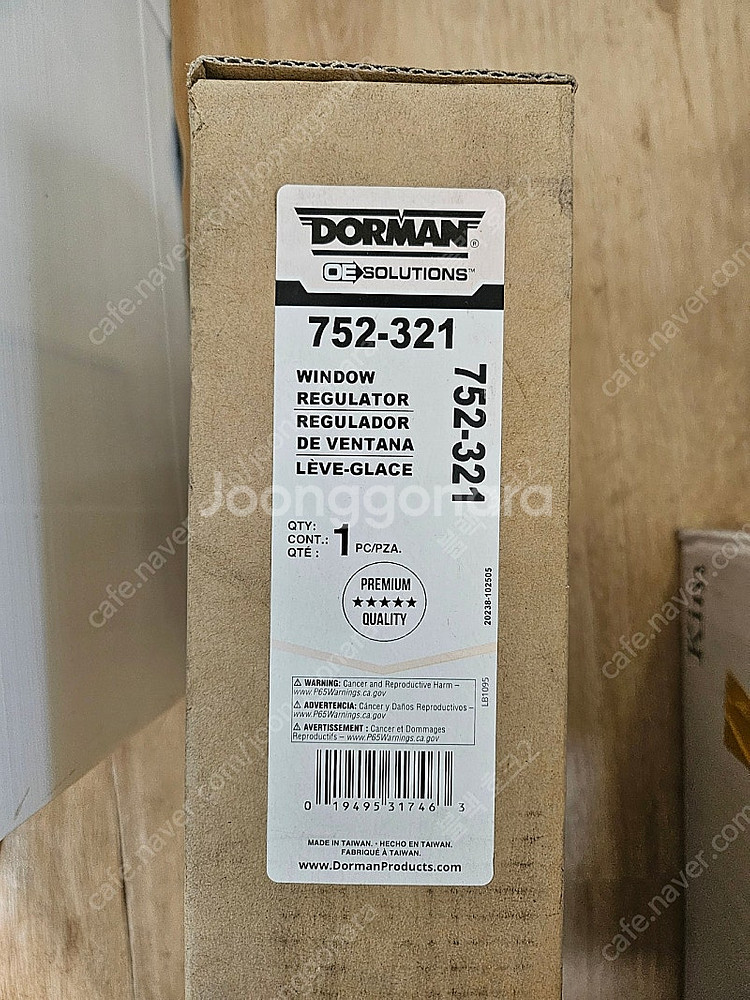 DORMAN®
OE SOLUTIONS™
752-321
WINDOW
REGULATOR
REGULADOR
DE VENTANA
LÈVE-GLACE
752-321
QTY:
CONT.: 1 PC/PZA.
QTÉ :
PREMIUM
★★★★★
QUALITY
20238-102505
LB1095
⚠ WARNING: Cancer and Reproductive Harm –
www.P65Warnings.ca.gov
⚠ ADVERTENCIA: Cáncer y Daños Reproductivos –
www.P65Warnings.ca.gov
⚠ AVERTISSEMENT : Cancer et Dommages
Reproductifs – www.P65Warnings.ca.gov
0 19495 31746 3
MADE IN TAIWAN. • HECHO EN TAIWAN.
FABRIQUÉ À TAIWAN.
www.DormanProducts.com
Joonggonara
cafe.naver.com/joonggonara